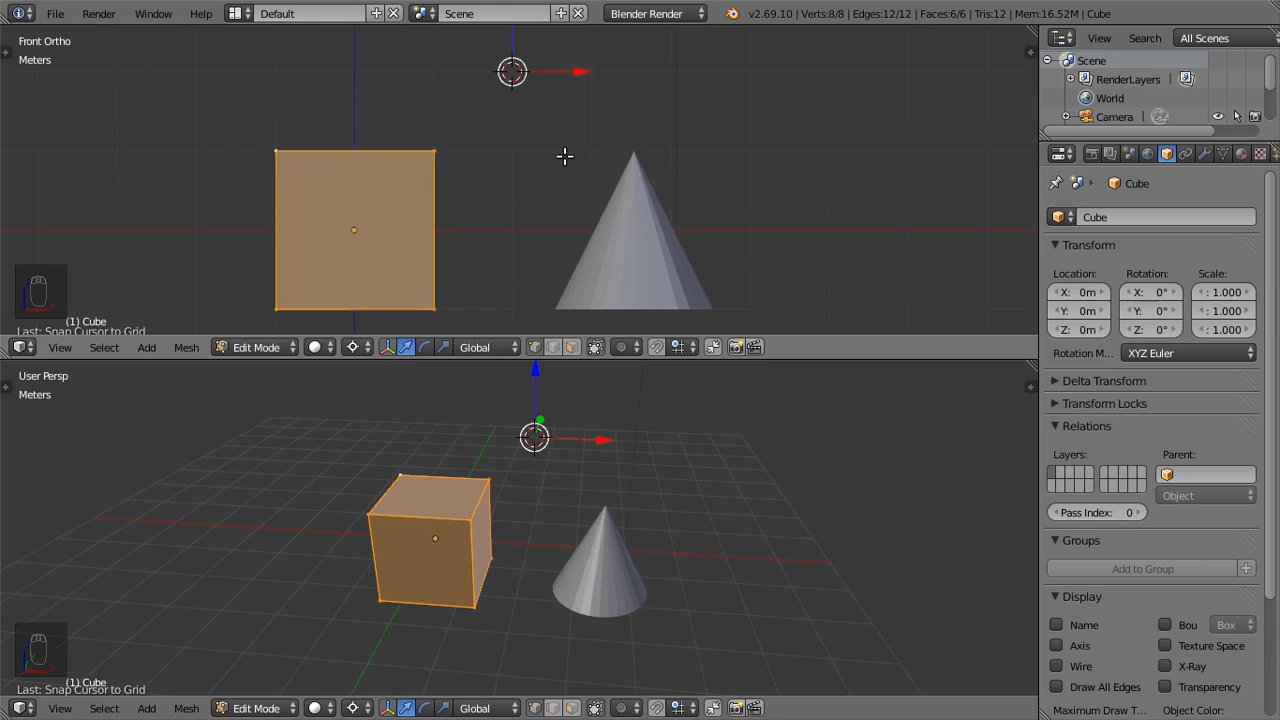 File Render Window Help Default Scene Blender Render v2.69.10 | Verts:8/8 | Edges:12/12 | Faces:6/6 | Tris:12 | Mem:16.52M | Cube
Front Ortho
Meters
(1) Cube
Last: Snap Cursor to Grid
View Select Add Mesh Edit Mode Global
User Persp
Meters
(1) Cube
Last: Snap Cursor to Grid
View Select Add Mesh Edit Mode Global
View Search All Scenes
Scene
RenderLayers
World
Camera
Cube
Cube
Transform
Location: Rotation: Scale:
X: 0m X: 0° : 1.000
Y: 0m Y: 0° : 1.000
Z: 0m Z: 0° : 1.000
Rotation M... XYZ Euler
Delta Transform
Transform Locks
Relations
Layers: Parent:
Object
Pass Index: 0
Groups
Add to Group
Display
Name Bou Box
Axis Texture Space
Wire X-Ray
Draw All Edges Transparency
Maximum Draw T... Object Color: